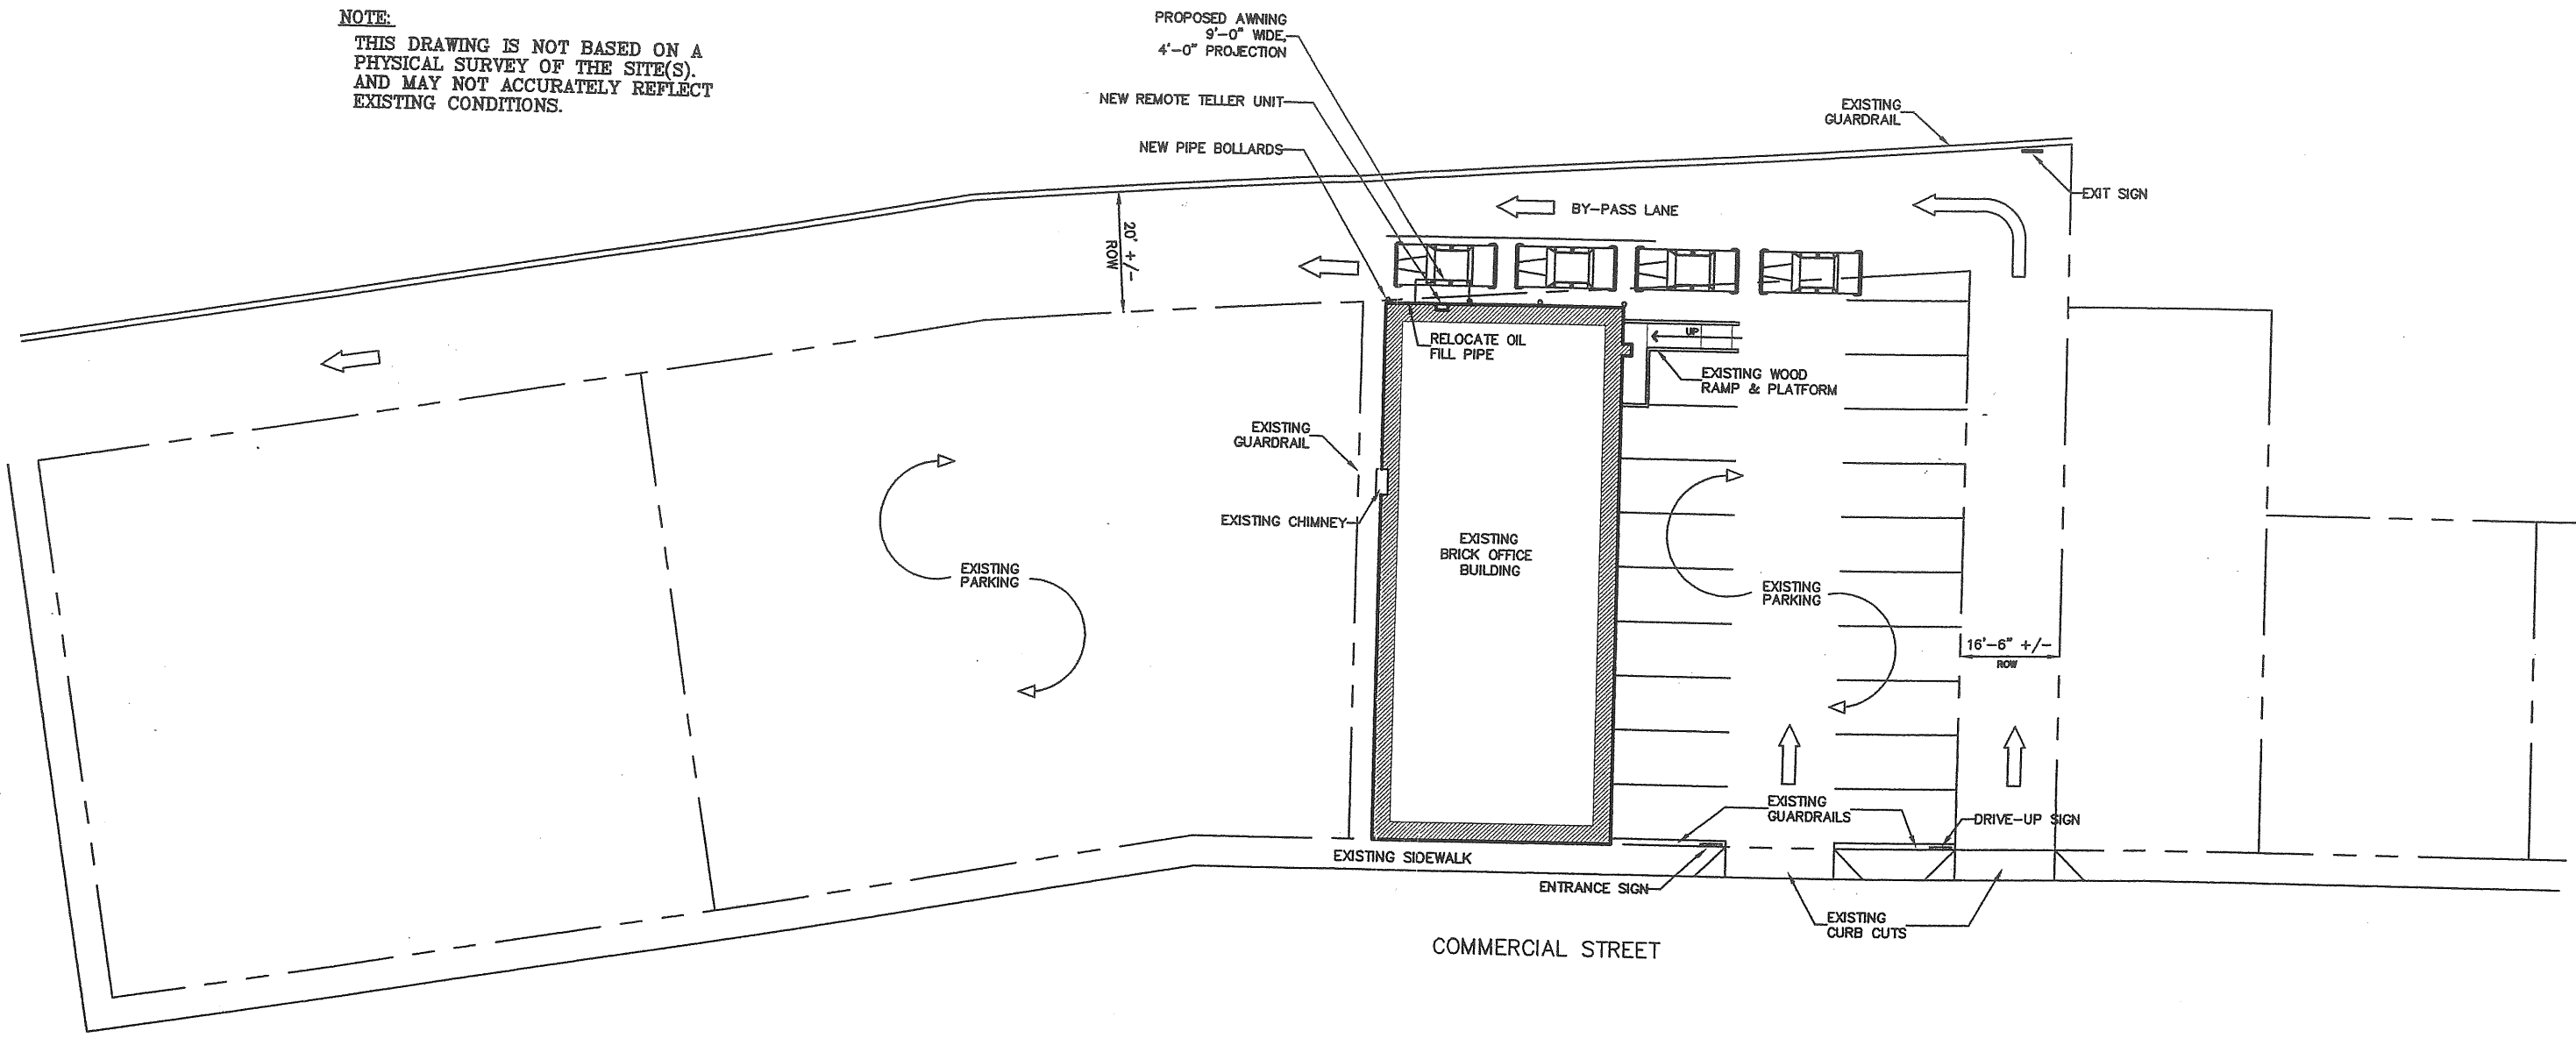 NOTE:
THIS DRAWING IS NOT BASED ON A
PHYSICAL SURVEY OF THE SITE(S).
AND MAY NOT ACCURATELY REFLECT
EXISTING CONDITIONS.
PROPOSED AWNING
9'-0" WIDE,
4'-0" PROJECTION
NEW REMOTE TELLER UNIT
NEW PIPE BOLLARDS
EXISTING
GUARDRAIL
EXIT SIGN
BY-PASS LANE
20' +/-
ROW
RELOCATE OIL
FILL PIPE
UP
EXISTING WOOD
RAMP & PLATFORM
EXISTING
GUARDRAIL
EXISTING CHIMNEY
EXISTING
BRICK OFFICE
BUILDING
EXISTING
PARKING
EXISTING
PARKING
16'-6" +/-
ROW
EXISTING
GUARDRAILS
DRIVE-UP SIGN
EXISTING SIDEWALK
ENTRANCE SIGN
EXISTING
CURB CUTS
COMMERCIAL STREET